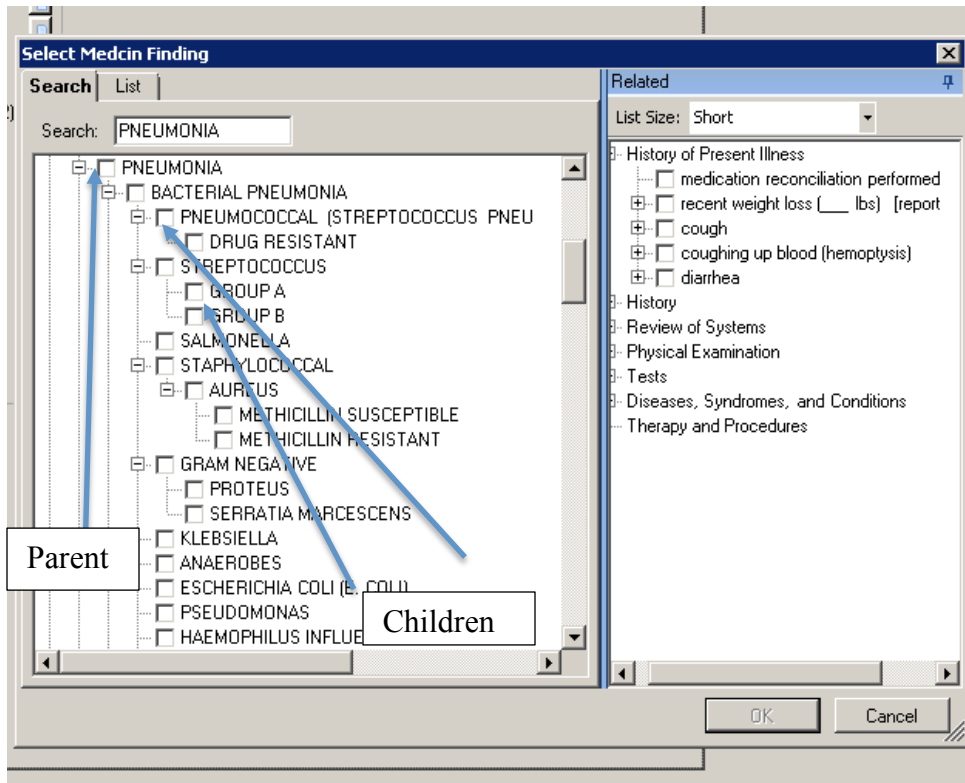 Select Medcin Finding
Search List
Search: PNEUMONIA
PNEUMONIA
BACTERIAL PNEUMONIA
PNEUMOCOCCAL (STREPTOCOCCUS PNEU
DRUG RESISTANT
STREPTOCOCCUS
GROUP A
GROUP B
SALMONELLA
STAPHYLOCOCCAL
AUREUS
METHICILLIN SUSCEPTIBLE
METHICILLIN RESISTANT
GRAM NEGATIVE
PROTEUS
SERRATIA MARCESCENS
KLEBSIELLA
ANAEROBES
ESCHERICHIA COLI (E. COLI)
PSEUDOMONAS
HAEMOPHILUS INFLUE
Parent
Children
Related
List Size: Short
History of Present Illness
medication reconciliation performed
recent weight loss (___ lbs) [report
cough
coughing up blood (hemoptysis)
diarrhea
History
Review of Systems
Physical Examination
Tests
Diseases, Syndromes, and Conditions
Therapy and Procedures
OK Cancel